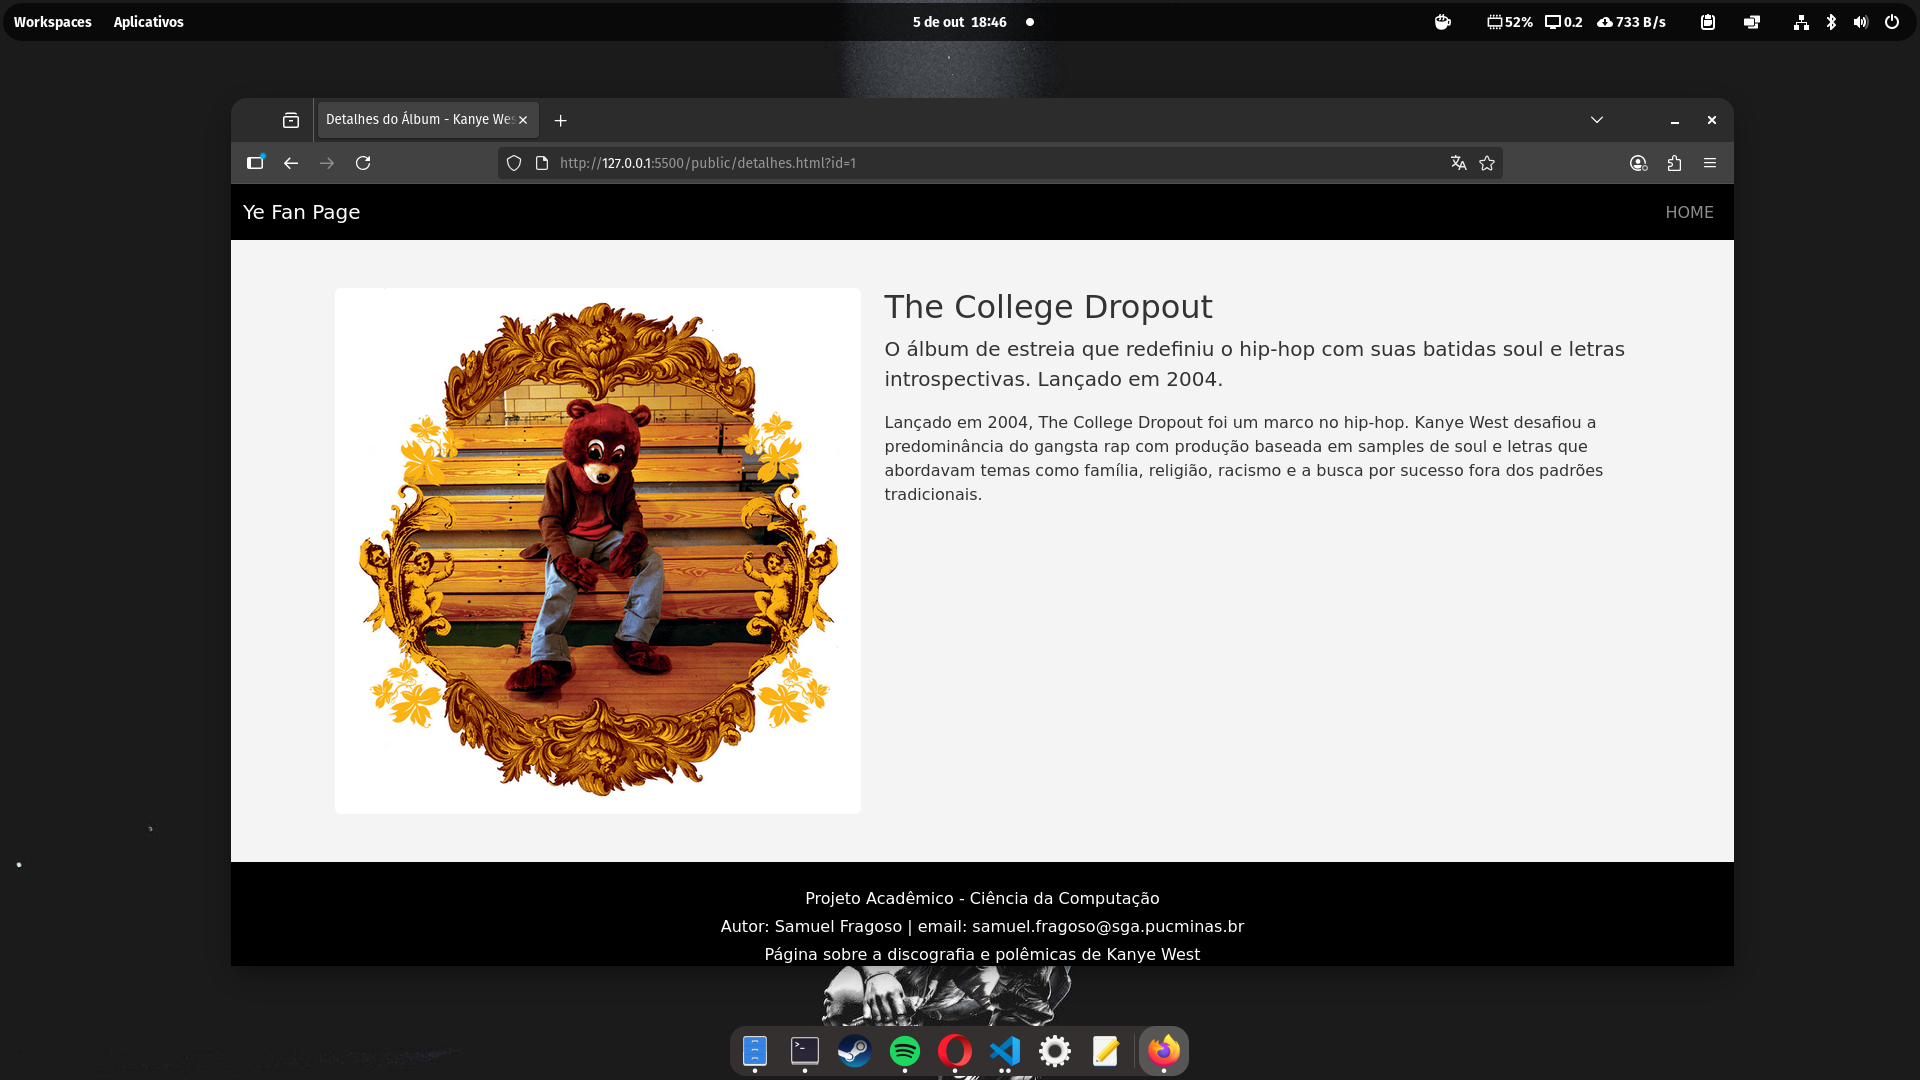 Workspaces Aplicativos 5 de out 18:46 52% 0.2 733 B/s
Detalhes do Álbum - Kanye Wes
http://127.0.0.1:5500/public/detalhes.html?id=1
Ye Fan Page HOME
The College Dropout
O álbum de estreia que redefiniu o hip-hop com suas batidas soul e letras
introspectivas. Lançado em 2004.
Lançado em 2004, The College Dropout foi um marco no hip-hop. Kanye West desafiou a
predominância do gangsta rap com produção baseada em samples de soul e letras que
abordavam temas como família, religião, racismo e a busca por sucesso fora dos padrões
tradicionais.
Projeto Acadêmico - Ciência da Computação
Autor: Samuel Fragoso | email: samuel.fragoso@sga.pucminas.br
Página sobre a discografia e polêmicas de Kanye West